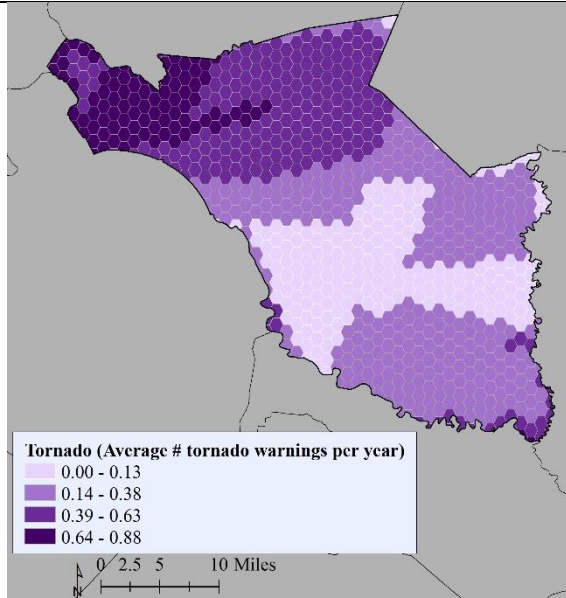 Tornado (Average # tornado warnings per year)
0.00 - 0.13
0.14 - 0.38
0.39 - 0.63
0.64 - 0.88
0 2.5 5 10 Miles
N